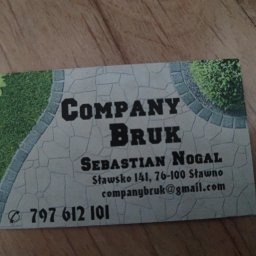 Company
Bruk
Sebastian Nogal
Sławsko 141, 76-100 Sławno
companybruk@gmail.com
✆ 797 612 101